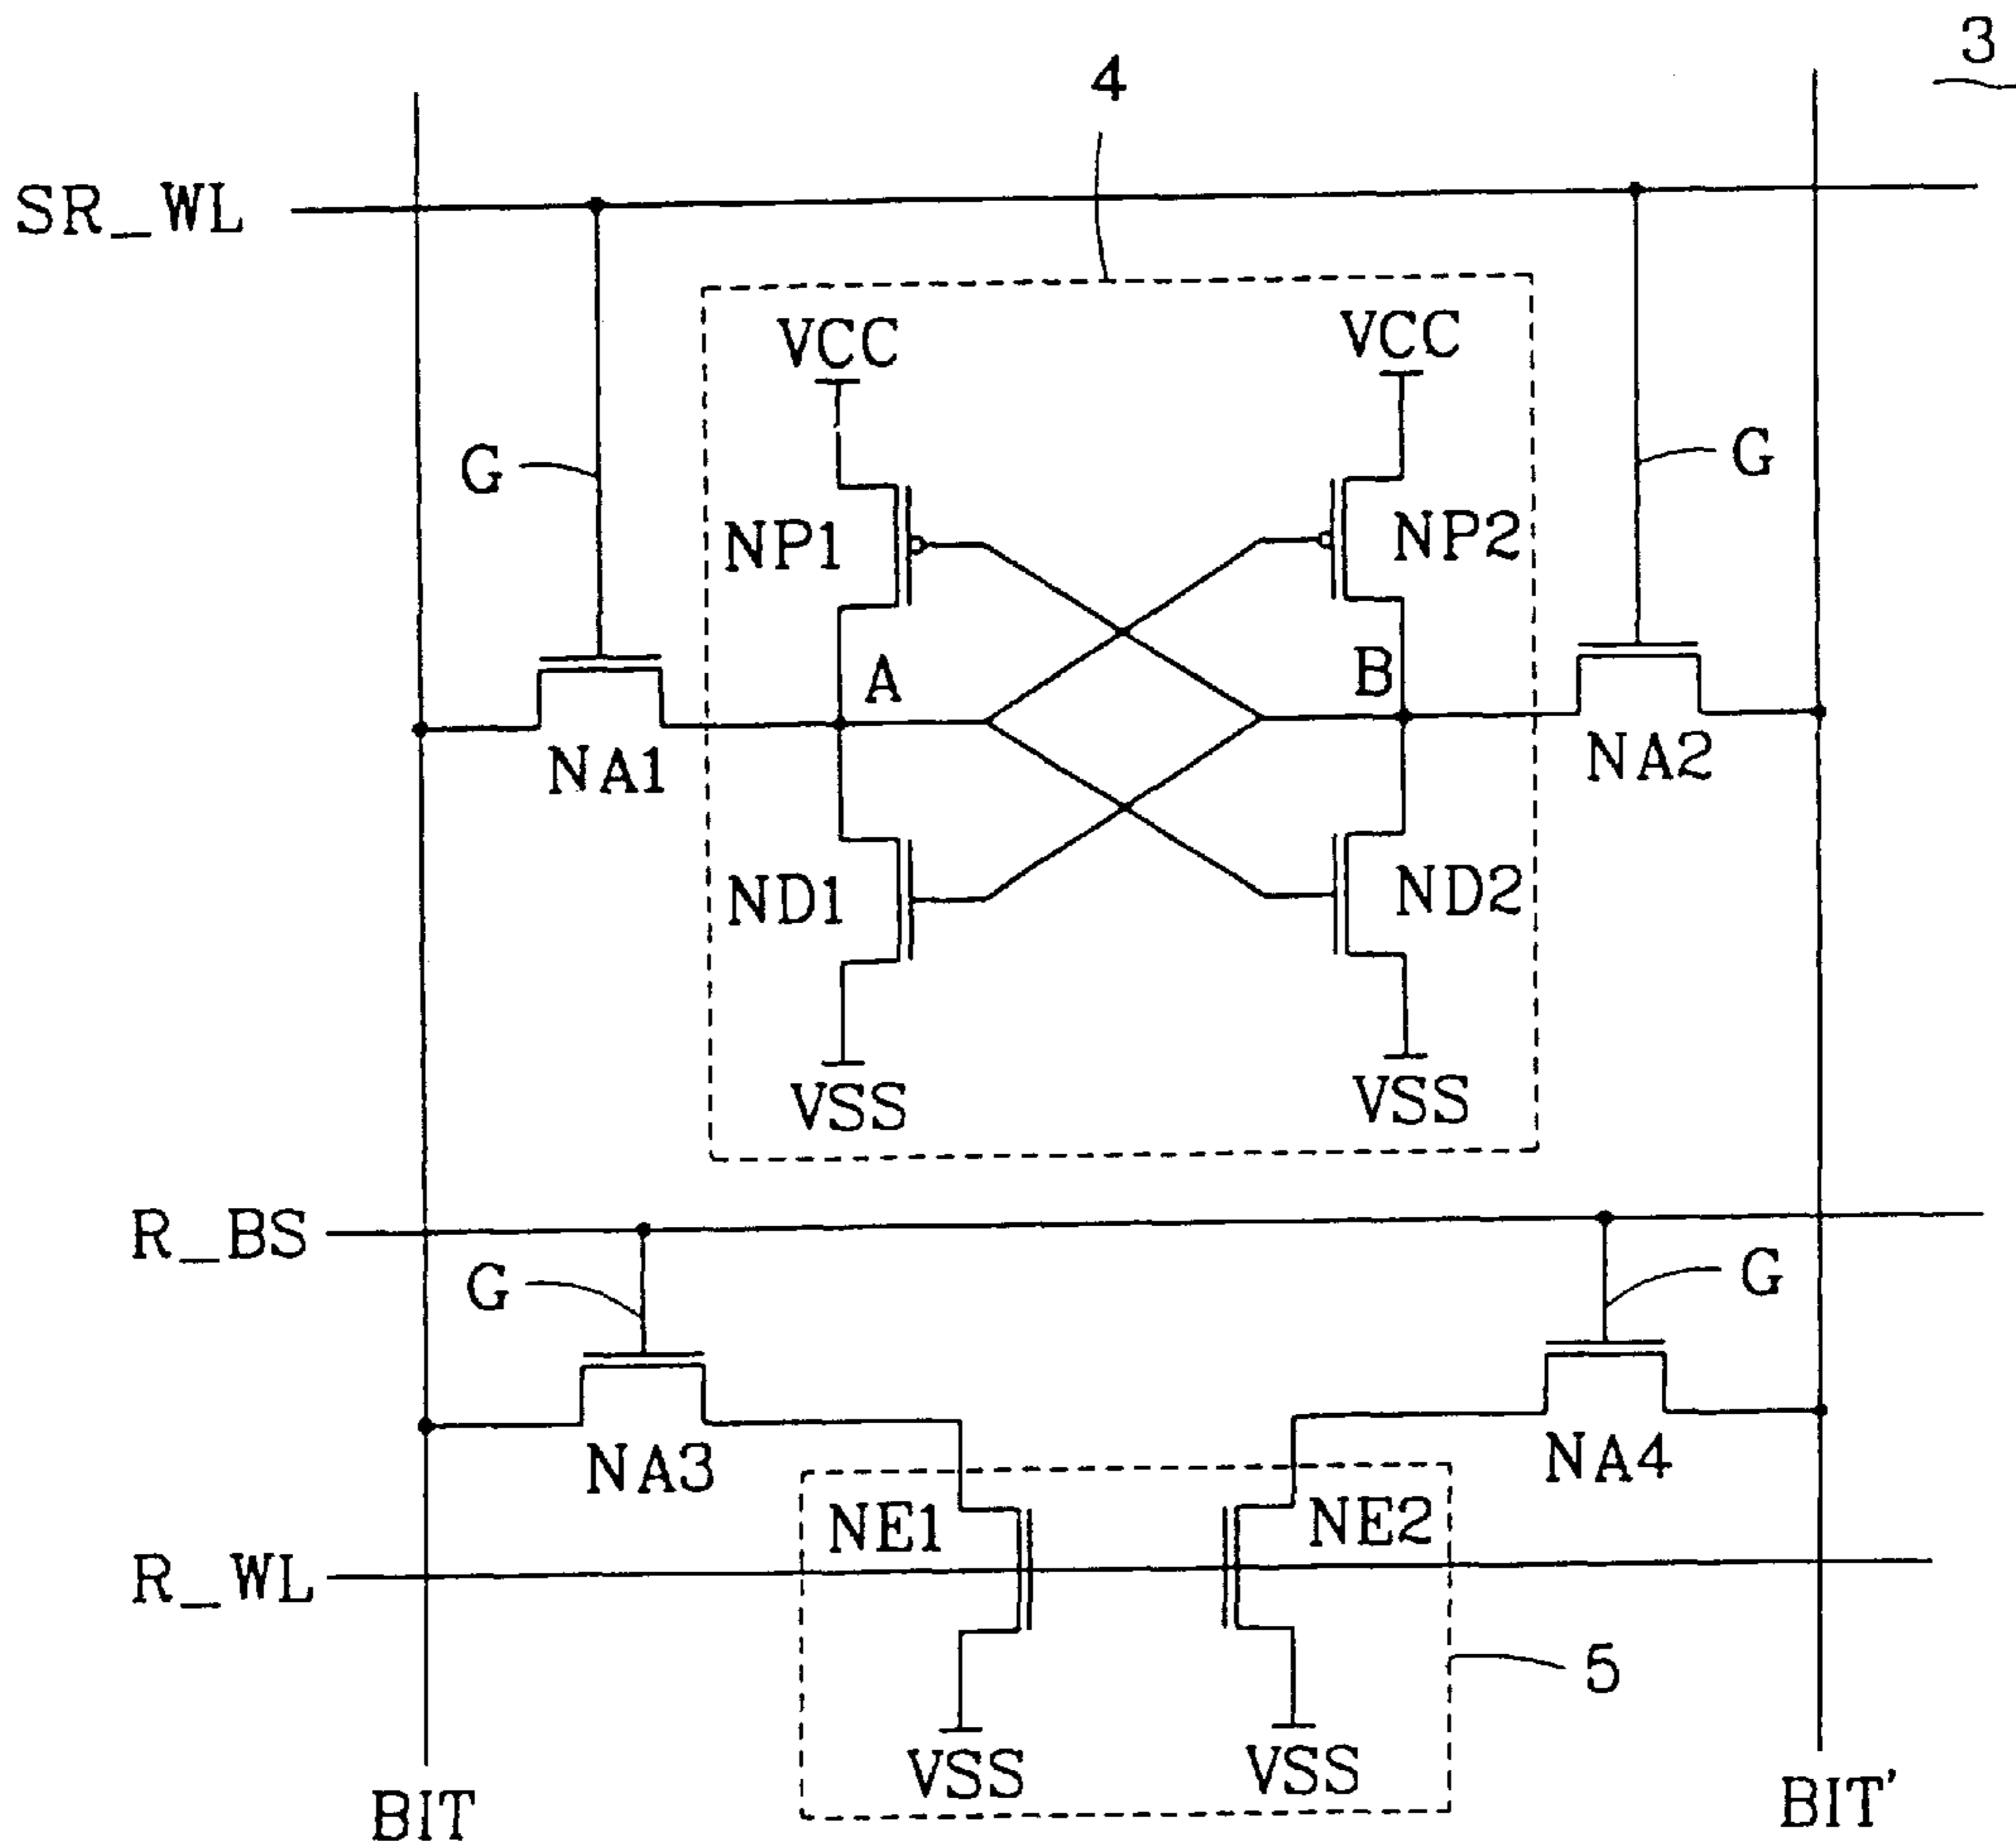 3
4
SR_WL
VCC
VCC
G
G
NP1
NP2
A
B
NA1
NA2
ND1
ND2
VSS
VSS
R_BS
G
G
NA3
NA4
NE1
NE2
R_WL
5
VSS
VSS
BIT
BIT'